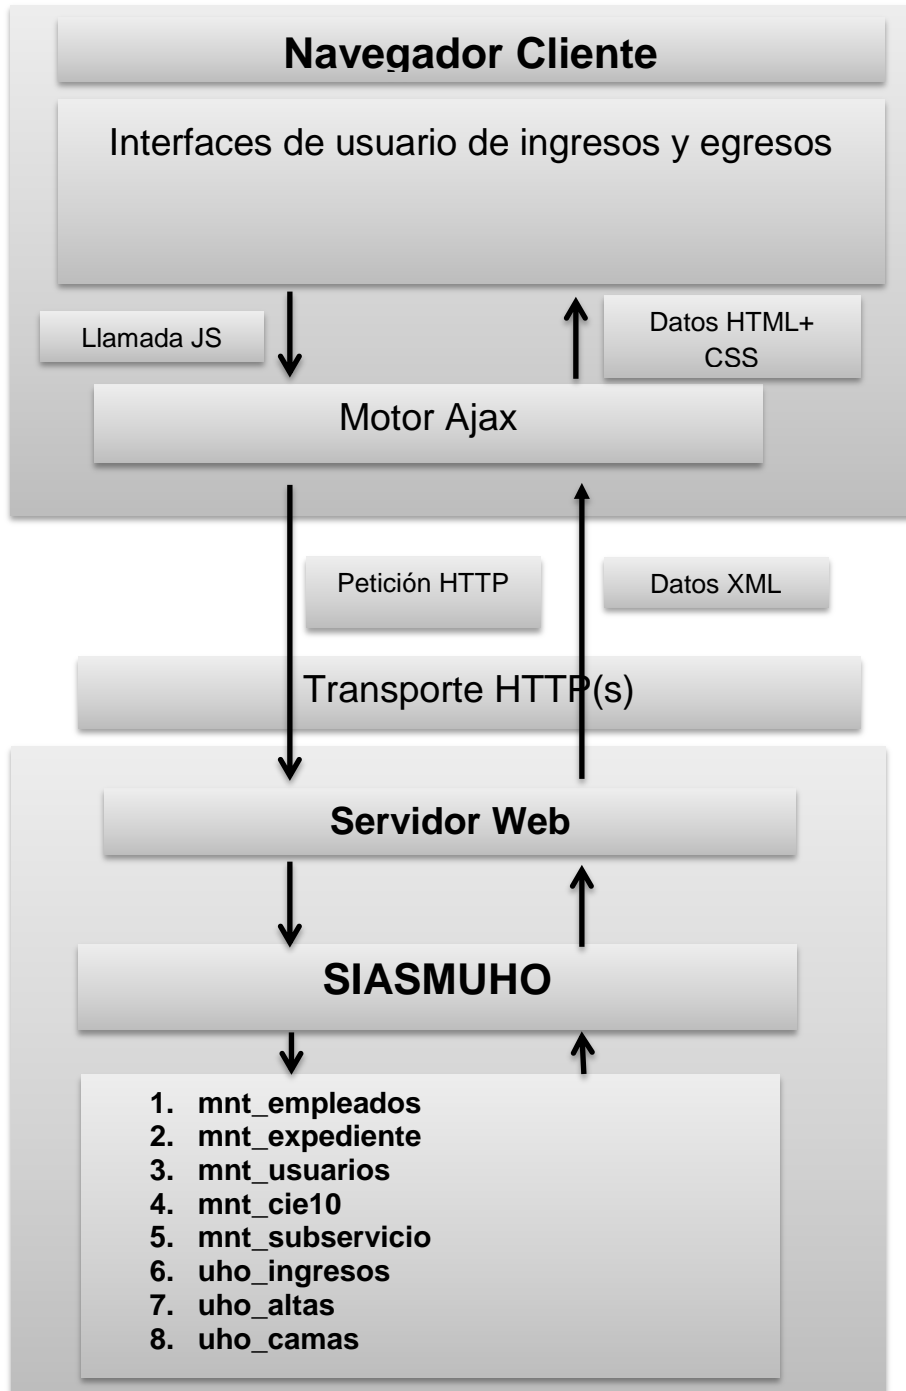 Navegador Cliente
Interfaces de usuario de ingresos y egresos
Llamada JS
Datos HTML+
CSS
Motor Ajax
Petición HTTP
Datos XML
Transporte HTTP(s)
Servidor Web
SIASMUHO
1. mnt_empleados
2. mnt_expediente
3. mnt_usuarios
4. mnt_cie10
5. mnt_subservicio
6. uho_ingresos
7. uho_altas
8. uho_camas